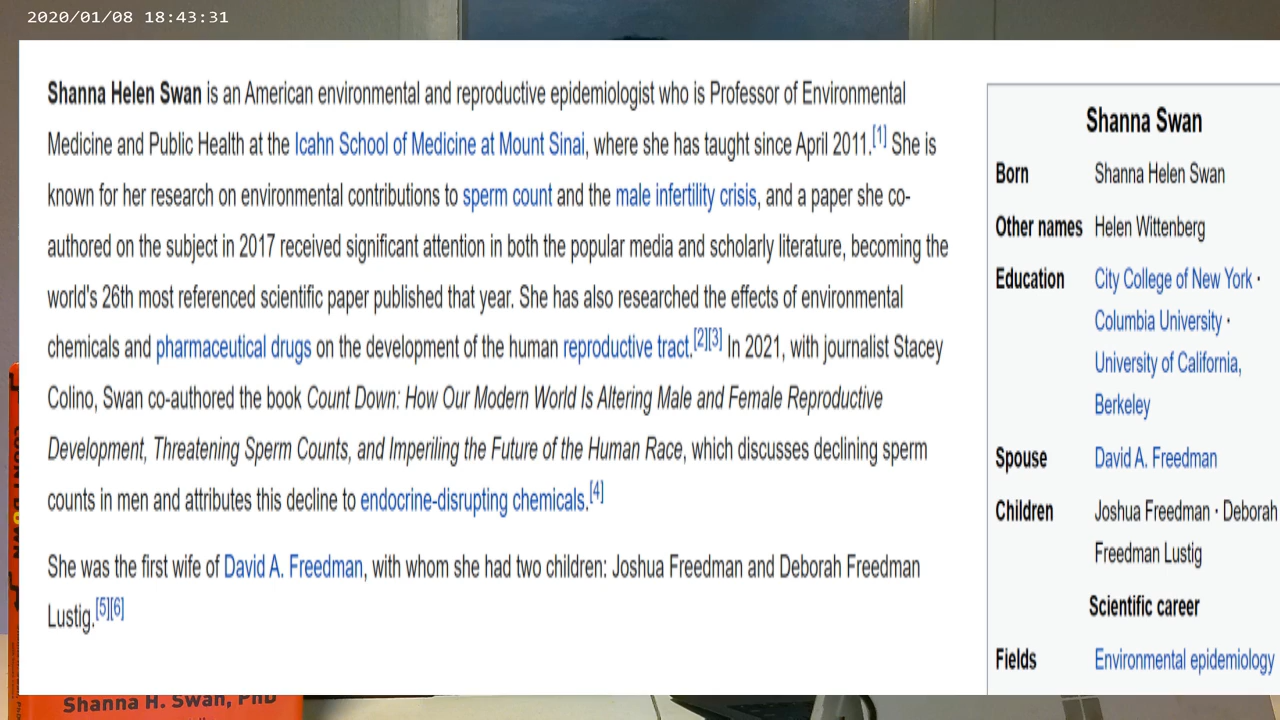 2020/01/08 18:43:31
Shanna Helen Swan is an American environmental and reproductive epidemiologist who is Professor of Environmental
Medicine and Public Health at the Icahn School of Medicine at Mount Sinai, where she has taught since April 2011.[1] She is
known for her research on environmental contributions to sperm count and the male infertility crisis, and a paper she co-
authored on the subject in 2017 received significant attention in both the popular media and scholarly literature, becoming the
world's 26th most referenced scientific paper published that year. She has also researched the effects of environmental
chemicals and pharmaceutical drugs on the development of the human reproductive tract.[2][3] In 2021, with journalist Stacey
Colino, Swan co-authored the book Count Down: How Our Modern World Is Altering Male and Female Reproductive
Development, Threatening Sperm Counts, and Imperiling the Future of the Human Race, which discusses declining sperm
counts in men and attributes this decline to endocrine-disrupting chemicals.[4]
She was the first wife of David A. Freedman, with whom she had two children: Joshua Freedman and Deborah Freedman
Lustig.[5][6]
Shanna Swan
Born Shanna Helen Swan
Other names Helen Wittenberg
Education City College of New York ·
Columbia University ·
University of California,
Berkeley
Spouse David A. Freedman
Children Joshua Freedman · Deborah
Freedman Lustig
Scientific career
Fields Environmental epidemiology
Shanna H. Swan, PhD